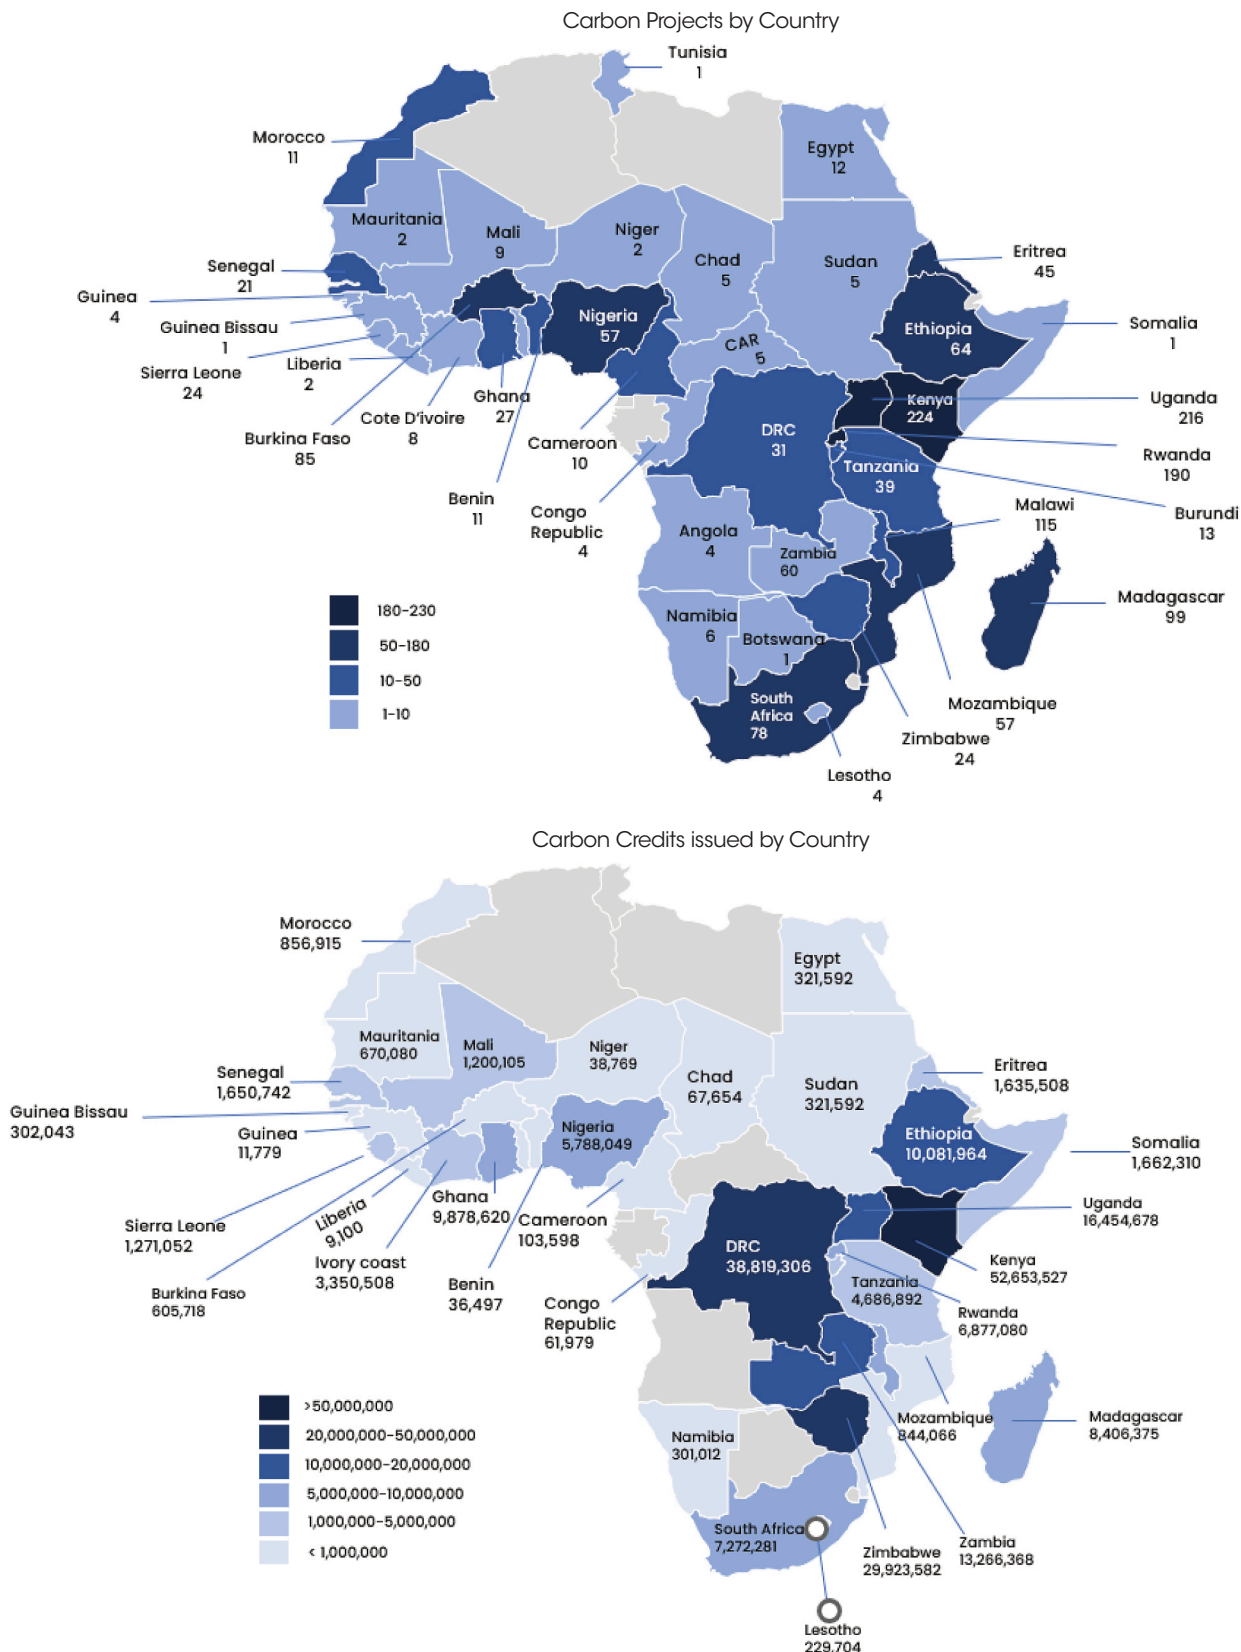 Carbon Projects by Country
Tunisia
1
Morocco
11
Egypt
12
Mauritania
2
Mali
9
Niger
2
Chad
5
Sudan
5
Eritrea
45
Senegal
21
Guinea
4
Guinea Bissau
1
Sierra Leone
24
Liberia
2
Burkina Faso
85
Cote D'ivoire
8
Ghana
27
Benin
11
Nigeria
57
Cameroon
10
CAR
5
Congo
Republic
4
Ethiopia
64
Somalia
1
Kenya
224
Uganda
216
Rwanda
190
Burundi
13
DRC
31
Tanzania
39
Malawi
115
Angola
4
Zambia
60
Madagascar
99
Namibia
6
Botswana
1
Mozambique
57
Zimbabwe
24
South
Africa
78
Lesotho
4
180-230
50-180
10-50
1-10
Carbon Credits issued by Country
Morocco
856,915
Egypt
321,592
Mauritania
670,080
Mali
1,200,105
Niger
38,769
Chad
67,654
Sudan
321,592
Eritrea
1,635,508
Senegal
1,650,742
Guinea Bissau
302,043
Guinea
11,779
Sierra Leone
1,271,052
Liberia
9,100
Burkina Faso
605,718
Ivory coast
3,350,508
Ghana
9,878,620
Benin
36,497
Nigeria
5,788,049
Cameroon
103,598
Congo
Republic
61,979
Ethiopia
10,081,964
Somalia
1,662,310
Uganda
16,454,678
Kenya
52,653,527
DRC
38,819,306
Tanzania
4,686,892
Rwanda
6,877,080
Mozambique
844,066
Madagascar
8,406,375
Namibia
301,012
South Africa
7,272,281
Zimbabwe
29,923,582
Zambia
13,266,368
Lesotho
229,704
>50,000,000
20,000,000-50,000,000
10,000,000-20,000,000
5,000,000-10,000,000
1,000,000-5,000,000
< 1,000,000